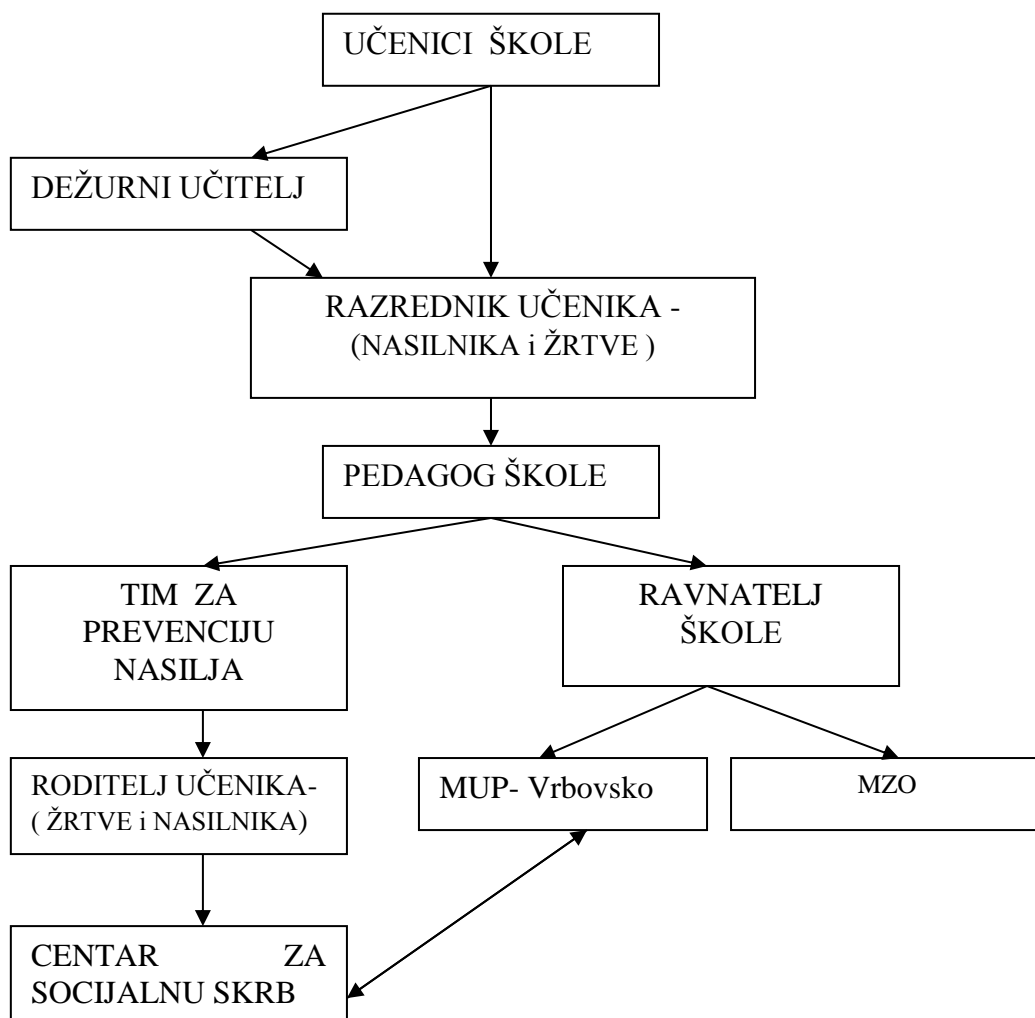 UČENICI ŠKOLE
DEŽURNI UČITELJ
RAZREDNIK UČENIKA -
(NASILNIKA i ŽRTVE )
PEDAGOG ŠKOLE
TIM ZA
PREVENCIJU
NASILJA
RAVNATELJ
ŠKOLE
RODITELJ UČENIKA-
( ŽRTVE i NASILNIKA)
MUP- Vrbovsko
MZO
CENTAR ZA
SOCIJALNU SKRB